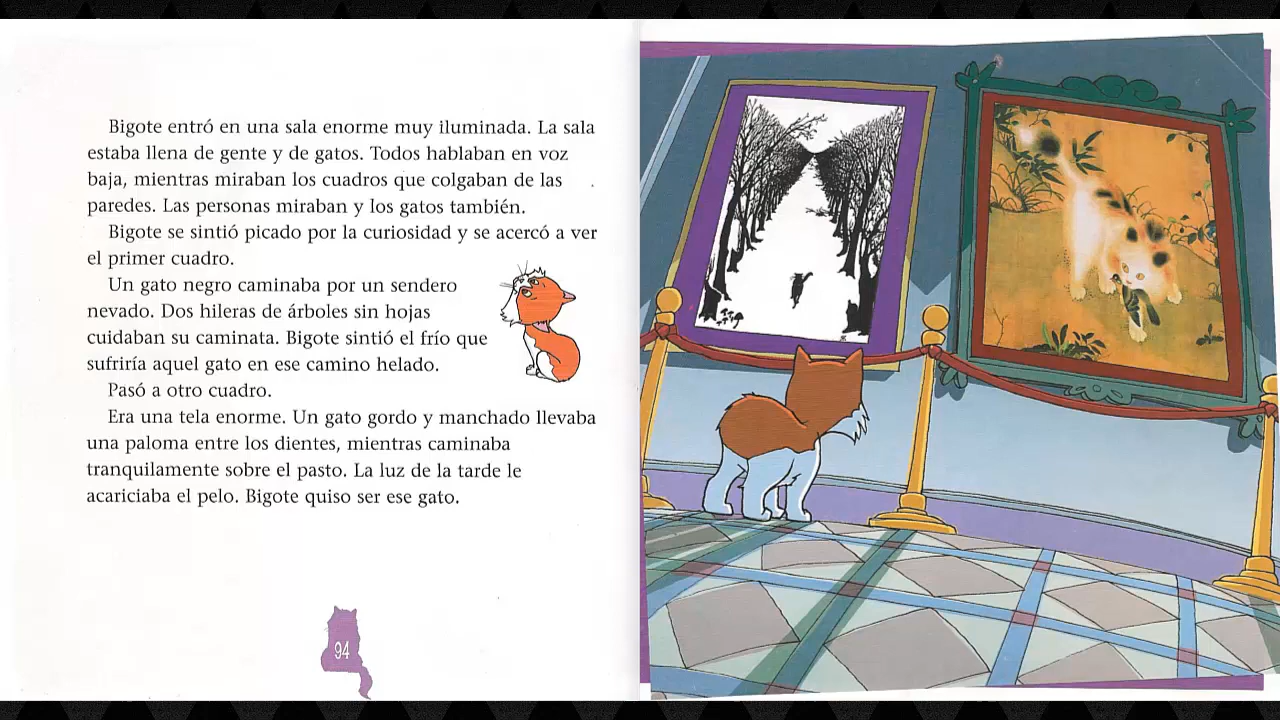 Bigote entró en una sala enorme muy iluminada. La sala
estaba llena de gente y de gatos. Todos hablaban en voz
baja, mientras miraban los cuadros que colgaban de las
paredes. Las personas miraban y los gatos también.
Bigote se sintió picado por la curiosidad y se acercó a ver
el primer cuadro.
Un gato negro caminaba por un sendero
nevado. Dos hileras de árboles sin hojas
cuidaban su caminata. Bigote sintió el frío que
sufriría aquel gato en ese camino helado.
Pasó a otro cuadro.
Era una tela enorme. Un gato gordo y manchado llevaba
una paloma entre los dientes, mientras caminaba
tranquilamente sobre el pasto. La luz de la tarde le
acariciaba el pelo. Bigote quiso ser ese gato.
94